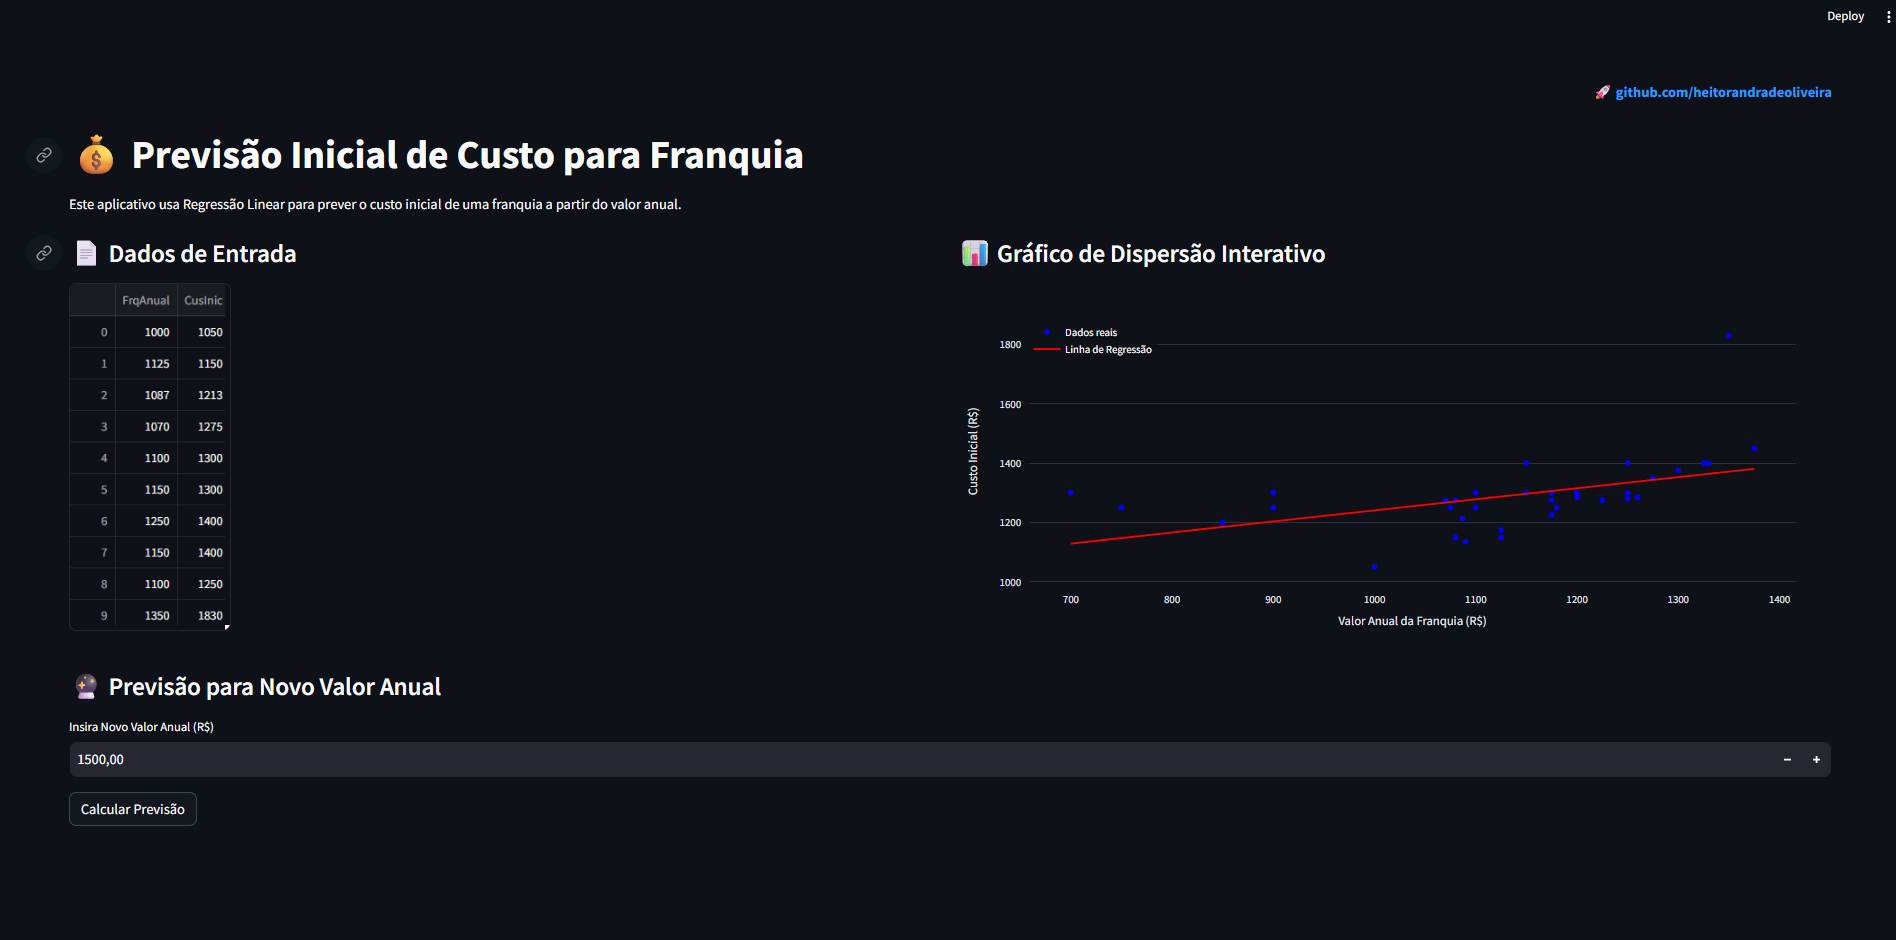 Deploy
github.com/heitorandradeoliveira
Previsão Inicial de Custo para Franquia
Este aplicativo usa Regressão Linear para prever o custo inicial de uma franquia a partir do valor anual.
Dados de Entrada
FrqAnual CusInic
0 1000 1050
1 1125 1150
2 1087 1213
3 1070 1275
4 1100 1300
5 1150 1300
6 1250 1400
7 1150 1400
8 1100 1250
9 1350 1830
Gráfico de Dispersão Interativo
Dados reais
Linha de Regressão
1800
1600
1400
1200
1000
Custo Inicial (R$)
700 800 900 1000 1100 1200 1300 1400
Valor Anual da Franquia (R$)
Previsão para Novo Valor Anual
Insira Novo Valor Anual (R$)
1500,00
Calcular Previsão